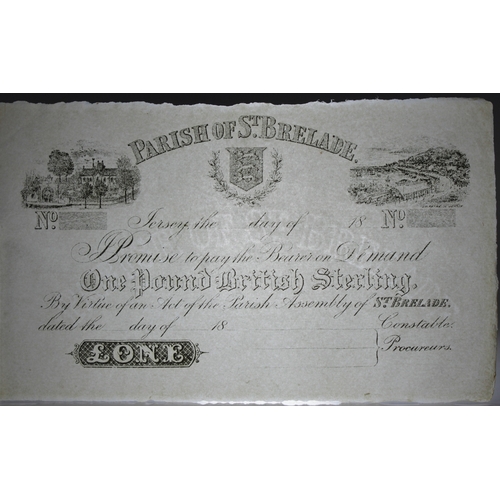 PARISH OF ST. BRELADE.
No. No.
Jersey, the day of 18
I Promise to pay the Bearer on Demand
One Pound British Sterling,
By Virtue of an Act of the Parish Assembly of ST. BRELADE.
dated the day of 18 Constable.
£ONE Procureurs.